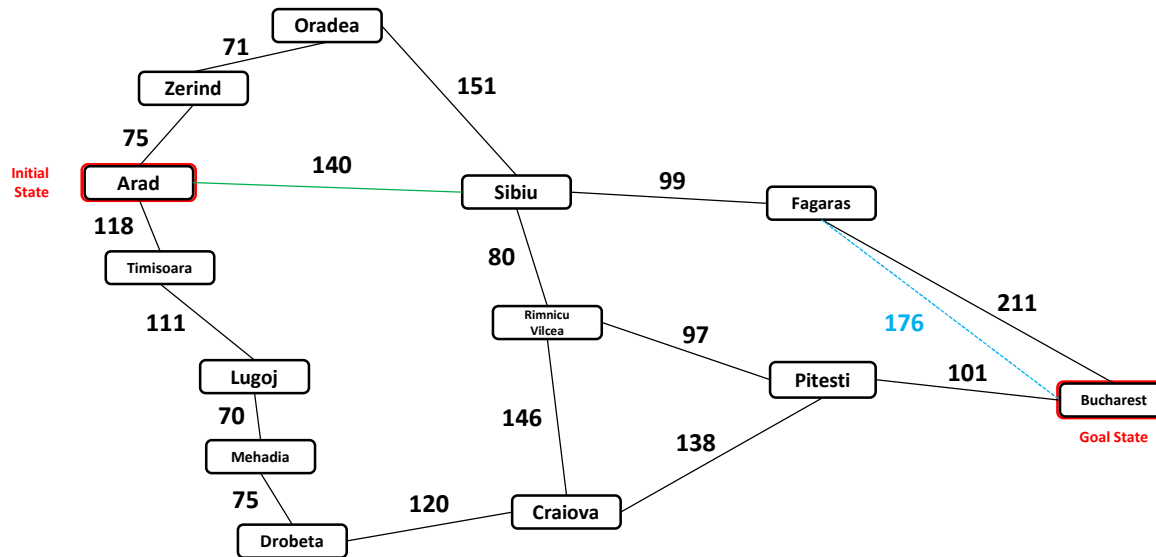 Oradea
71
Zerind
151
75
Initial
State
Arad
140
Sibiu
99
Fagaras
118
Timisoara
80
111
Rimnicu
Vilcea
97
176
211
Lugoj
Pitesti
101
Bucharest
70
146
138
Goal State
Mehadia
75
120
Craiova
Drobeta